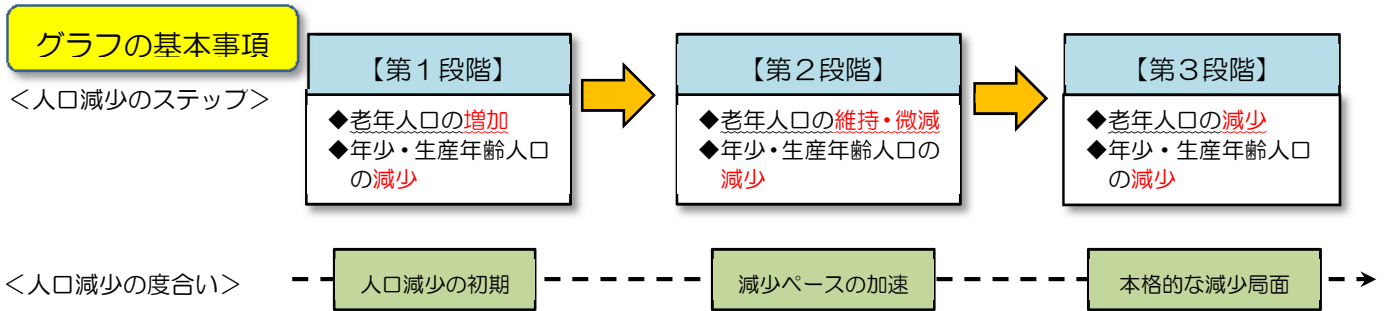 グラフの基本事項
＜人口減少のステップ＞
【第１段階】
◆老年人口の増加
◆年少・生産年齢人口
の減少
【第２段階】
◆老年人口の維持・微減
◆年少・生産年齢人口の
減少
【第３段階】
◆老年人口の減少
◆年少・生産年齢人口
の減少
＜人口減少の度合い＞
人口減少の初期
減少ペースの加速
本格的な減少局面